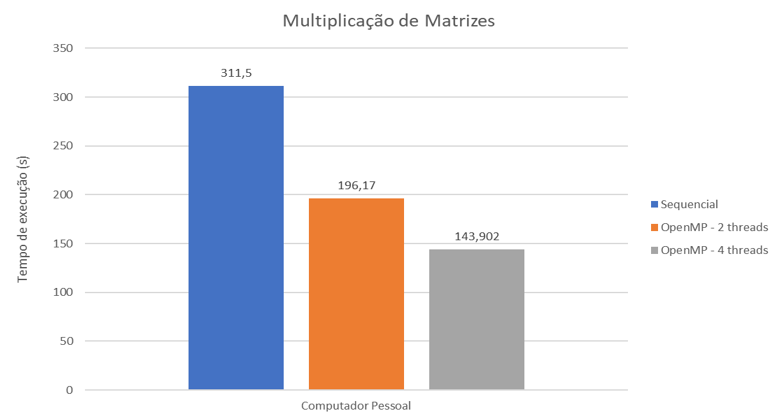 Multiplicação de Matrizes
350
300
250
200
150
100
50
0
Tempo de execução (s)
311,5
196,17
143,902
Computador Pessoal
Sequencial
OpenMP - 2 threads
OpenMP - 4 threads